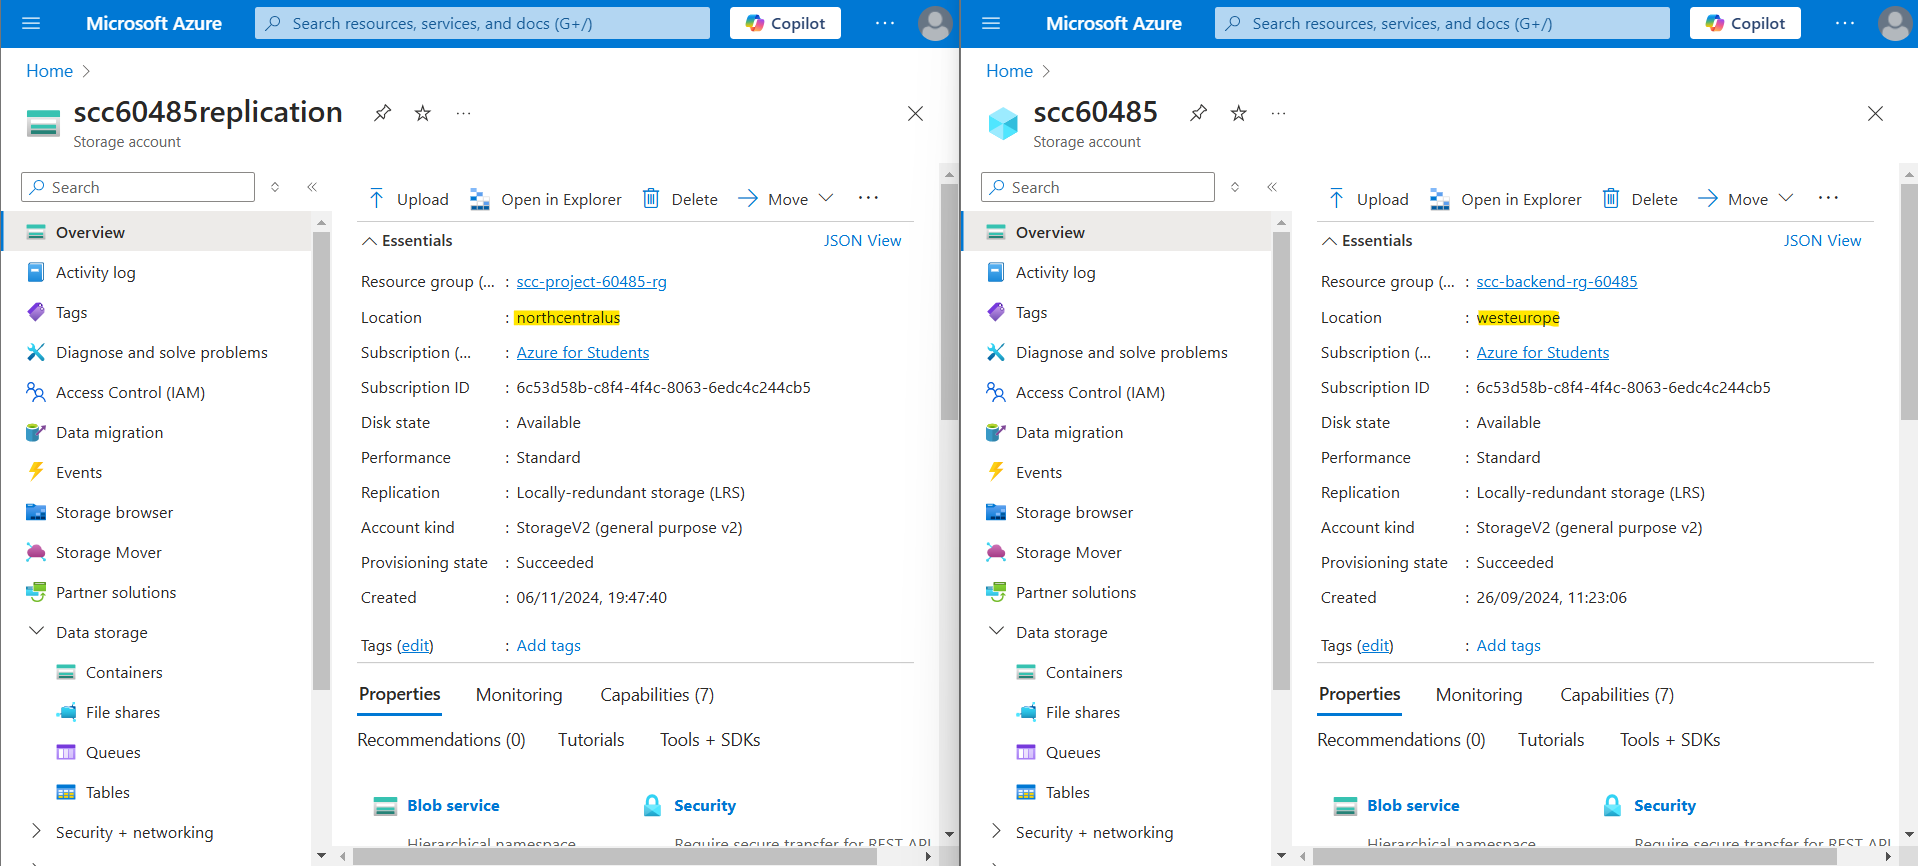 Microsoft Azure
Search resources, services, and docs (G+/)
Copilot
Home
scc60485replication
Storage account
Search
Overview
Activity log
Tags
Diagnose and solve problems
Access Control (IAM)
Data migration
Events
Storage browser
Storage Mover
Partner solutions
Data storage
Containers
File shares
Queues
Tables
Security + networking
Upload
Open in Explorer
Delete
Move
Essentials
JSON View
Resource group (... : scc-project-60485-rg
Location : northcentralus
Subscription (... : Azure for Students
Subscription ID : 6c53d58b-c8f4-4f4c-8063-6edc4c244cb5
Disk state : Available
Performance : Standard
Replication : Locally-redundant storage (LRS)
Account kind : StorageV2 (general purpose v2)
Provisioning state : Succeeded
Created : 06/11/2024, 19:47:40
Tags (edit) : Add tags
Properties Monitoring Capabilities (7)
Recommendations (0) Tutorials Tools + SDKs
Blob service Security
Hierarchical namespace Require secure transfer for REST API
Microsoft Azure
Search resources, services, and docs (G+/)
Copilot
Home
scc60485
Storage account
Search
Overview
Activity log
Tags
Diagnose and solve problems
Access Control (IAM)
Data migration
Events
Storage browser
Storage Mover
Partner solutions
Data storage
Containers
File shares
Queues
Tables
Security + networking
Upload
Open in Explorer
Delete
Move
Essentials
JSON View
Resource group (... : scc-backend-rg-60485
Location : westeurope
Subscription (... : Azure for Students
Subscription ID : 6c53d58b-c8f4-4f4c-8063-6edc4c244cb5
Disk state : Available
Performance : Standard
Replication : Locally-redundant storage (LRS)
Account kind : StorageV2 (general purpose v2)
Provisioning state : Succeeded
Created : 26/09/2024, 11:23:06
Tags (edit) : Add tags
Properties Monitoring Capabilities (7)
Recommendations (0) Tutorials Tools + SDKs
Blob service Security
Hierarchical namespace Require secure transfer for REST API